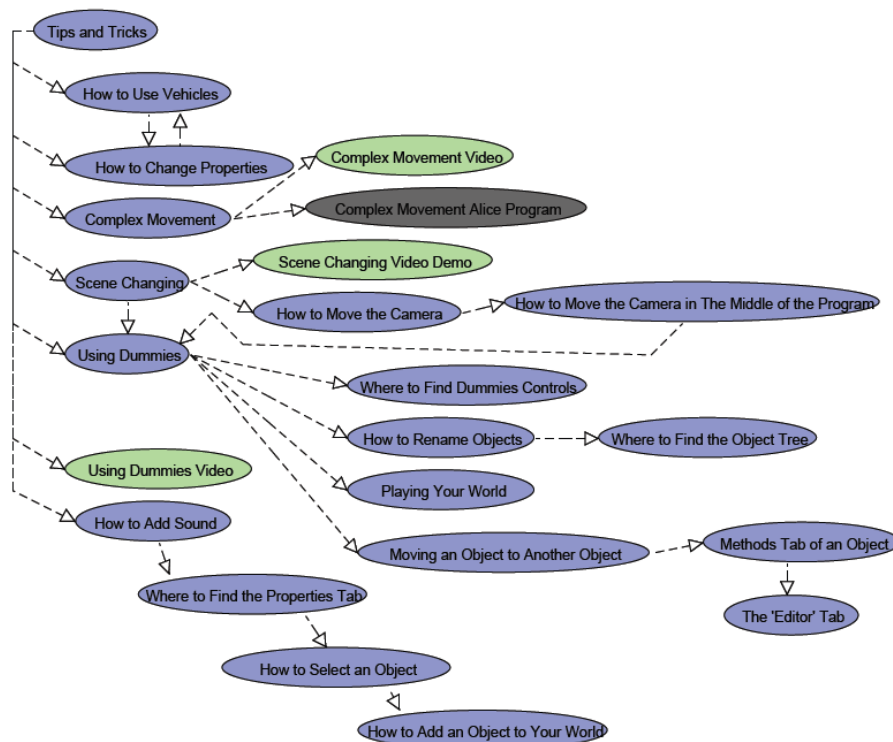 Tips and Tricks
How to Use Vehicles
How to Change Properties
Complex Movement Video
Complex Movement Alice Program
Complex Movement
Scene Changing Video Demo
Scene Changing
How to Move the Camera
How to Move the Camera in The Middle of the Program
Using Dummies
Where to Find Dummies Controls
How to Rename Objects
Where to Find the Object Tree
Using Dummies Video
Playing Your World
How to Add Sound
Moving an Object to Another Object
Methods Tab of an Object
Where to Find the Properties Tab
The 'Editor' Tab
How to Select an Object
How to Add an Object to Your World